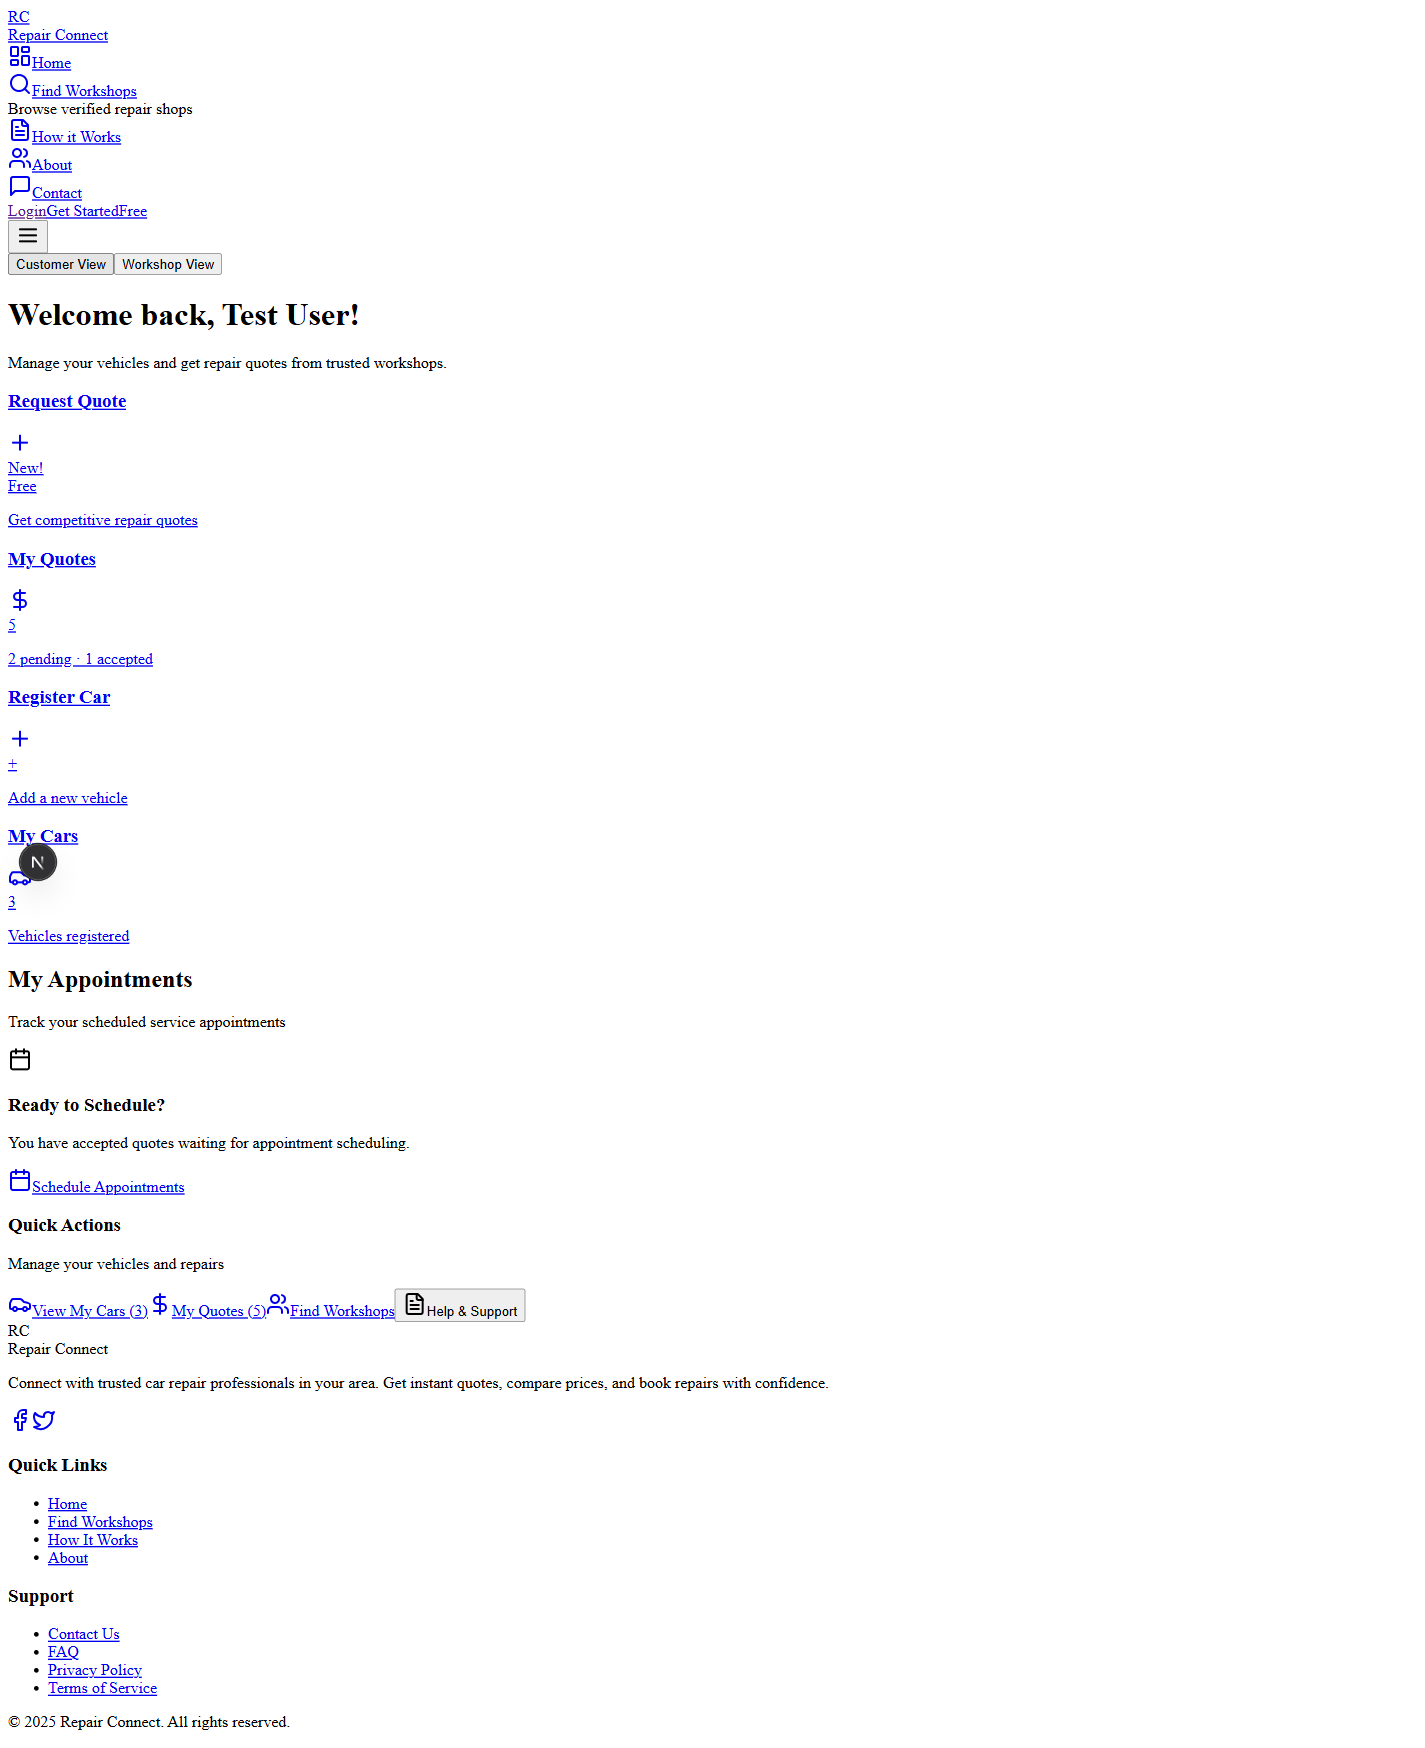 RC
Repair Connect
Home
Find Workshops
Browse verified repair shops
How it Works
About
Contact
LoginGet StartedFree
Customer View Workshop View
Welcome back, Test User!
Manage your vehicles and get repair quotes from trusted workshops.
Request Quote
New!
Free
Get competitive repair quotes
My Quotes
5
2 pending · 1 accepted
Register Car
+
Add a new vehicle
My Cars
N
3
Vehicles registered
My Appointments
Track your scheduled service appointments
Ready to Schedule?
You have accepted quotes waiting for appointment scheduling.
Schedule Appointments
Quick Actions
Manage your vehicles and repairs
View My Cars (3) My Quotes (5) Find Workshops Help & Support
RC
Repair Connect
Connect with trusted car repair professionals in your area. Get instant quotes, compare prices, and book repairs with confidence.
Quick Links
• Home
• Find Workshops
• How It Works
• About
Support
• Contact Us
• FAQ
• Privacy Policy
• Terms of Service
© 2025 Repair Connect. All rights reserved.